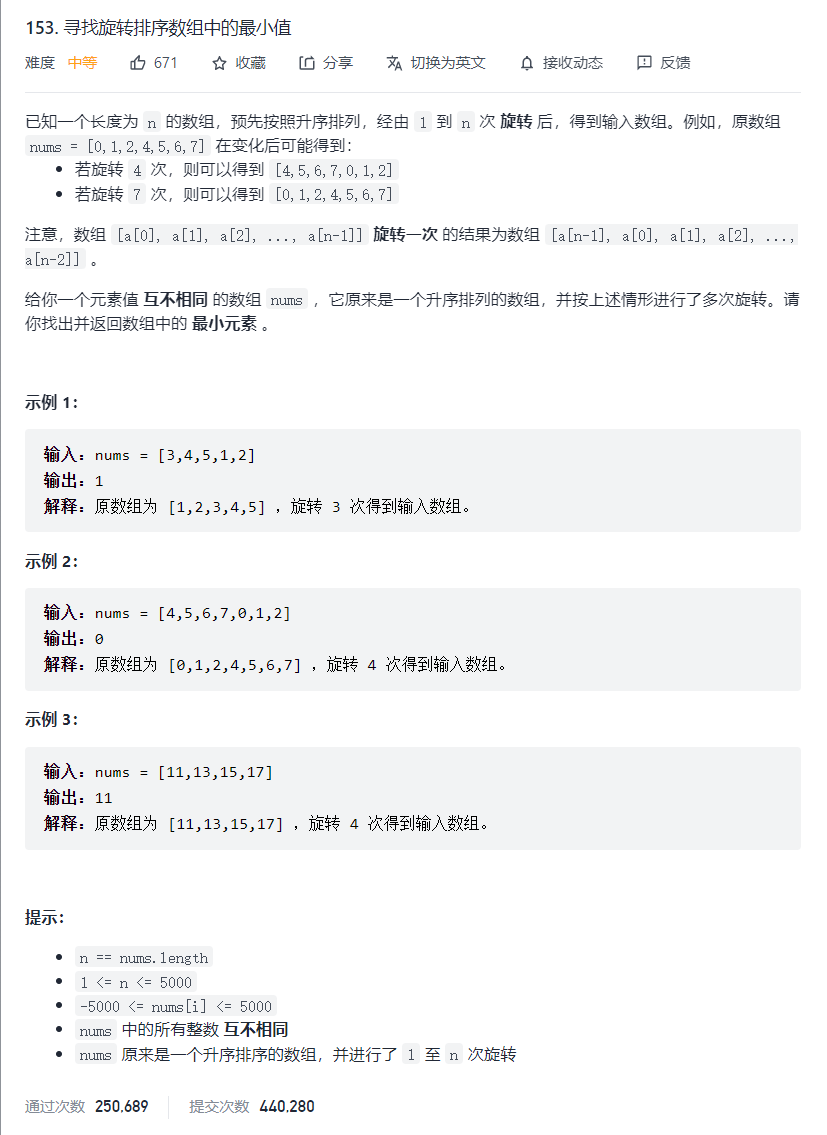 153. 寻找旋转排序数组中的最小值
难度 中等 671 收藏 分享 切换为英文 接收动态 反馈
已知一个长度为 n 的数组，预先按照升序排列，经由 1 到 n 次 旋转 后，得到输入数组。例如，原数组
nums = [0,1,2,4,5,6,7] 在变化后可能得到：
若旋转 4 次，则可以得到 [4,5,6,7,0,1,2]
若旋转 7 次，则可以得到 [0,1,2,4,5,6,7]
注意，数组 [a[0], a[1], a[2], ..., a[n-1]] 旋转一次 的结果为数组 [a[n-1], a[0], a[1], a[2], ...,
a[n-2]] 。
给你一个元素值 互不相同 的数组 nums ，它原来是一个升序排列的数组，并按上述情形进行了多次旋转。请
你找出并返回数组中的 最小元素 。
示例 1：
输入：nums = [3,4,5,1,2]
输出：1
解释：原数组为 [1,2,3,4,5] ，旋转 3 次得到输入数组。
示例 2：
输入：nums = [4,5,6,7,0,1,2]
输出：0
解释：原数组为 [0,1,2,4,5,6,7] ，旋转 4 次得到输入数组。
示例 3：
输入：nums = [11,13,15,17]
输出：11
解释：原数组为 [11,13,15,17] ，旋转 4 次得到输入数组。
提示：
n == nums.length
1 <= n <= 5000
-5000 <= nums[i] <= 5000
nums 中的所有整数 互不相同
nums 原来是一个升序排序的数组，并进行了 1 至 n 次旋转
通过次数 250,689 提交次数 440,280